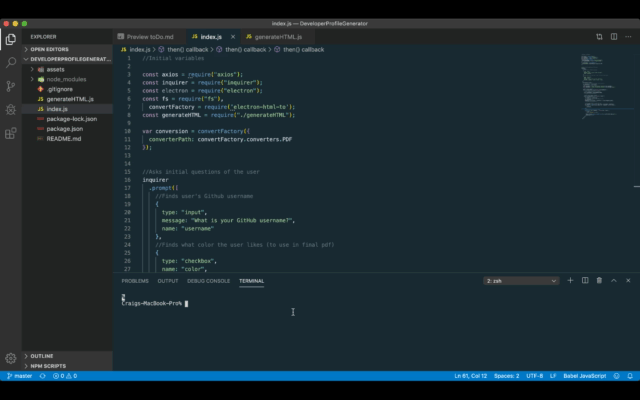 index.js — DeveloperProfileGenerator
EXPLORER
OPEN EDITORS
DEVELOPERPROFILEGENERAT...
assets
node_modules
.gitignore
JS generateHTML.js
JS index.js
package-lock.json
package.json
README.md
OUTLINE
NPM SCRIPTS
Preview toDo.md
JS index.js ×
JS generateHTML.js
JS index.js > then() callback > then() callback > then() callback
1 //Initial variables
2
3 const axios = require("axios");
4 const inquirer = require("inquirer");
5 const electron = require("electron");
6 const fs = require("fs"),
7 convertFactory = require('electron-html-to');
8 const generateHTML = require("./generateHTML");
9
10 var conversion = convertFactory({
11 converterPath: convertFactory.converters.PDF
12 });
13
14
15 //Asks initial questions of the user
16 inquirer
17 .prompt([
18 //Finds user's Github username
19 {
20 type: "input",
21 message: "What is your GitHub username?",
22 name: "username"
23 },
24 //Finds what color the user likes (to use in final pdf)
25 {
26 type: "checkbox",
27 name: "color",
PROBLEMS OUTPUT DEBUG CONSOLE TERMINAL
2: zsh
Craigs-MacBook-Pro%
master
0 0
Ln 61, Col 12 Spaces: 2 UTF-8 LF Babel JavaScript